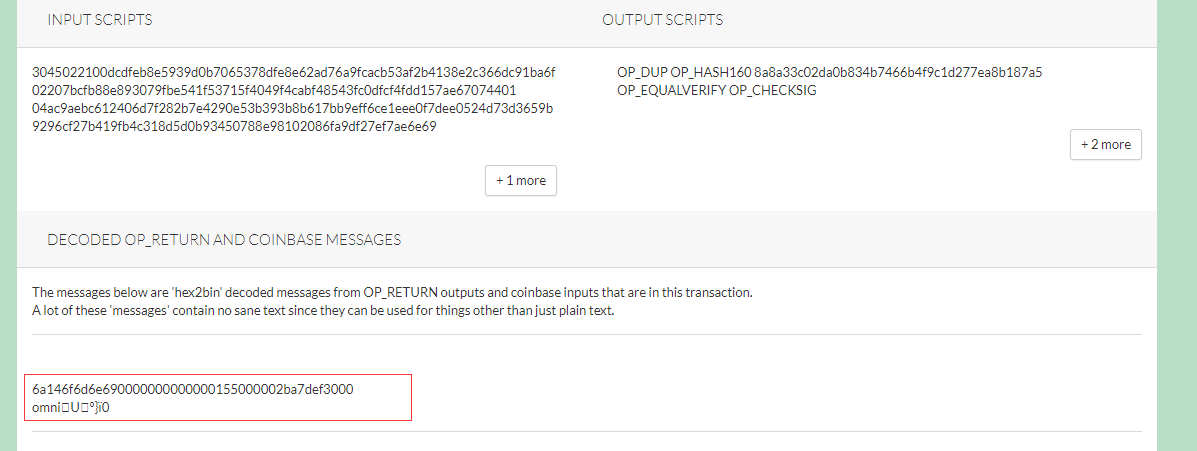 INPUT SCRIPTS
OUTPUT SCRIPTS
3045022100dcdfeb8e5939d0b7065378dfe8e62ad76a9fcacb53af2b4138e2c366dc91ba6f
02207bcfb88e893079fbe541f53715f4049f4cabf48543fc0dfcf4fdd157ae67074401
04ac9aebc612406d7f282b7e4290e53b393b8b617bb9eff6ce1eee0f7dee0524d73d3659b
9296cf27b419fb4c318d5d0b93450788e98102086fa9df27ef7ae6e69
+ 1 more
OP_DUP OP_HASH160 8a8a33c02da0b834b7466b4f9c1d277ea8b187a5
OP_EQUALVERIFY OP_CHECKSIG
+ 2 more
DECODED OP_RETURN AND COINBASE MESSAGES
The messages below are 'hex2bin' decoded messages from OP_RETURN outputs and coinbase inputs that are in this transaction.
A lot of these 'messages' contain no sane text since they can be used for things other than just plain text.
6a146f6d6e690000000000000155000002ba7def3000
omni□U□º}ï0